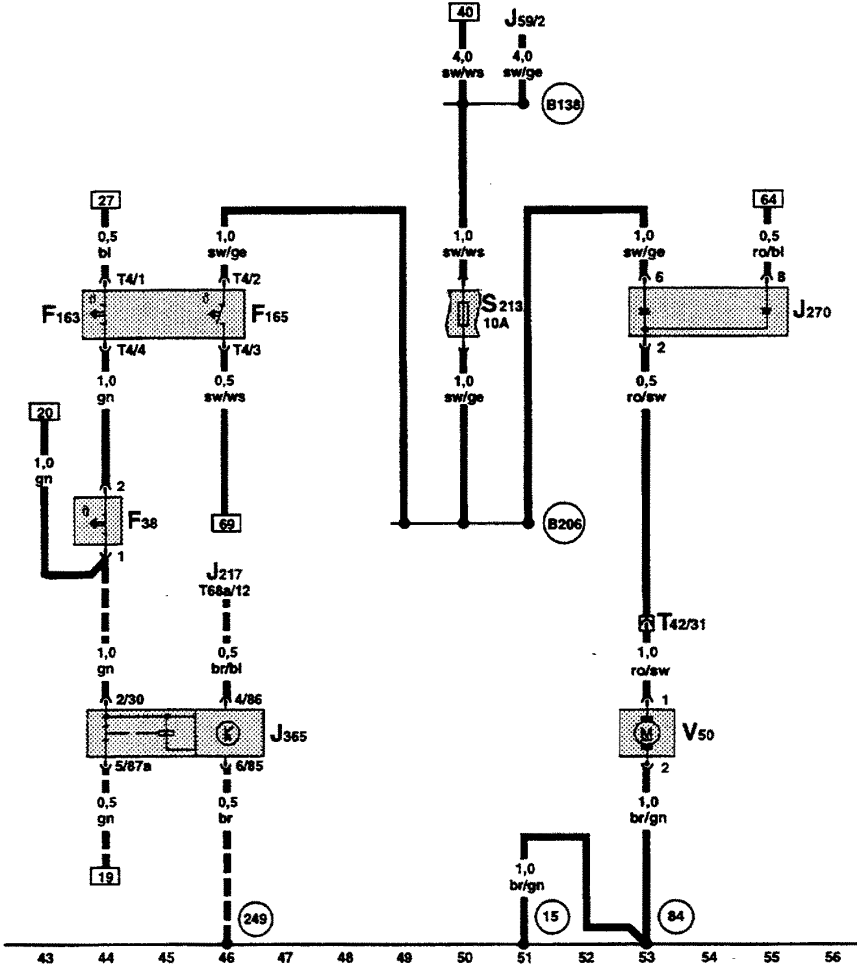 40
J59/2
4,0
sw/ws
4,0
sw/ge
B138
27
64
0,5
bl
1,0
sw/ge
1,0
sw/ws
1,0
sw/ge
0,5
ro/bl
T4/1
T4/2
6
8
F163
F165
S213
10A
J270
T4/4
T4/3
2
1,0
gn
0,5
sw/ws
1,0
sw/ge
0,5
ro/sw
20
1,0
gn
2
F38
69
B206
1
J217
T68a/12
T42/31
1,0
gn
0,5
br/bl
1,0
ro/sw
2/30
4/86
1
K
J365
M
V50
5/87a
6/85
2
0,5
gn
0,5
br
1,0
br/gn
19
1,0
br/gn
249
15
84
43 44 45 46 47 48 49 50 51 52 53 54 55 56